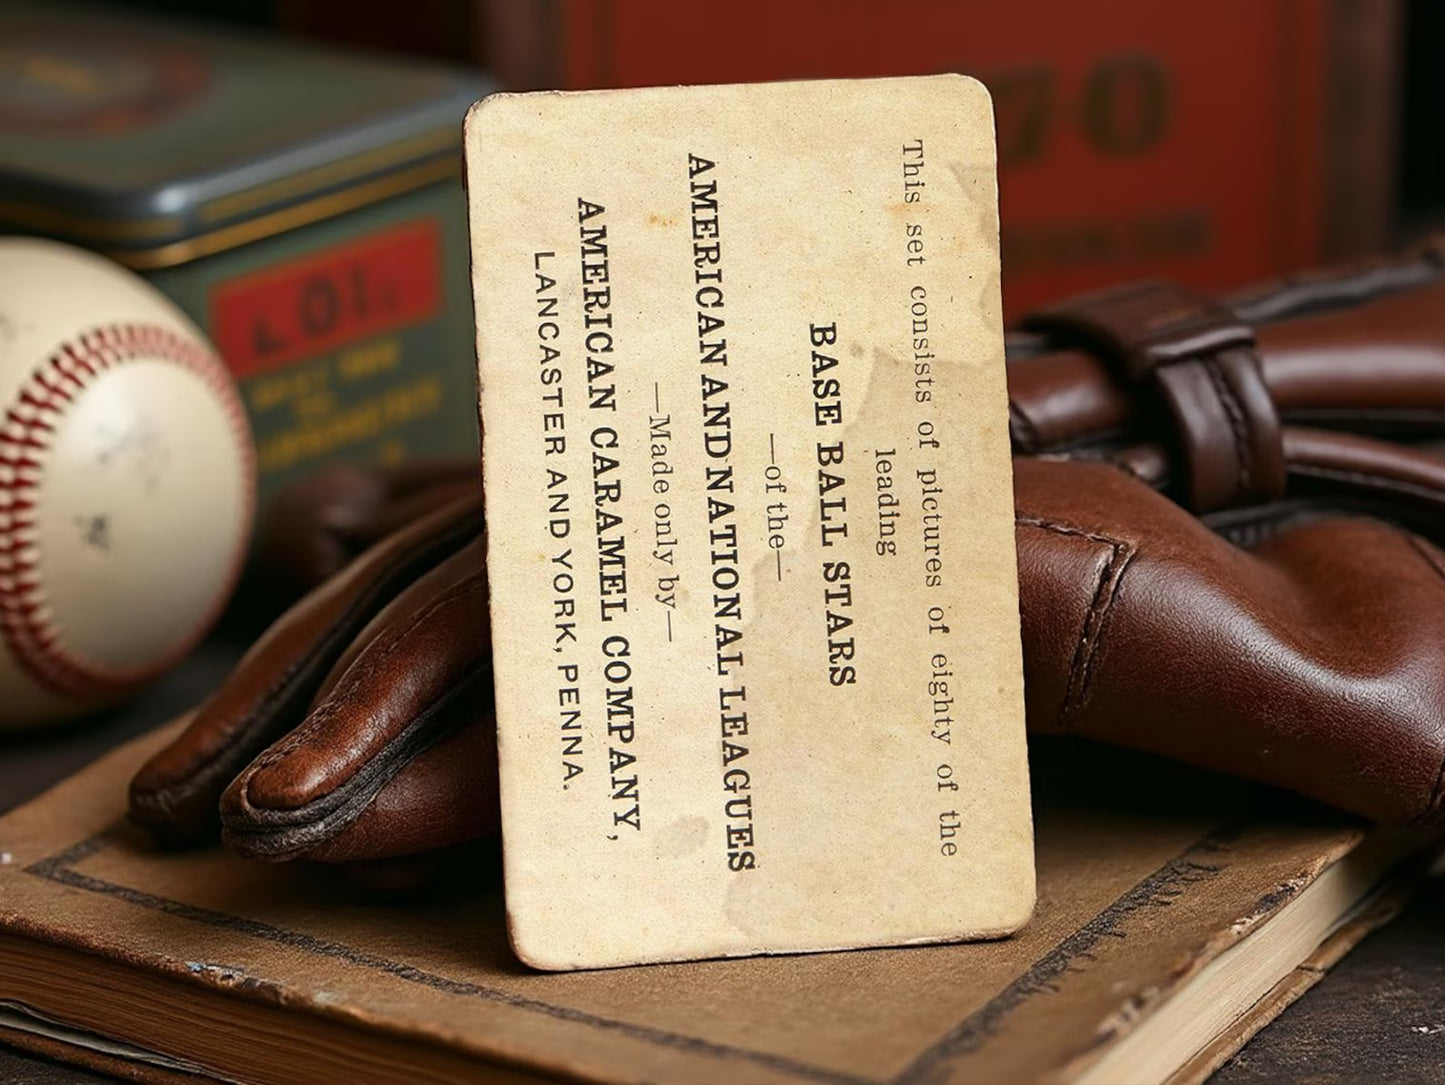 This set consists of pictures of eighty of the
leading
BASE BALL STARS
—of the—
AMERICAN AND NATIONAL LEAGUES
—Made only by—
AMERICAN CARAMEL COMPANY,
LANCASTER AND YORK, PENNA.